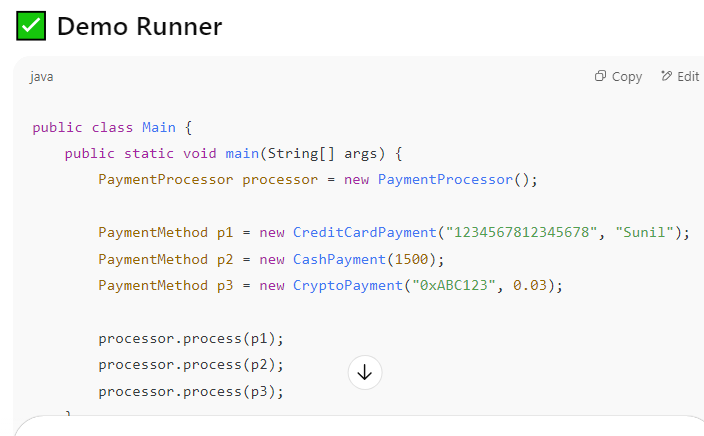 ✅ Demo Runner
java
Copy Edit
public class Main {
public static void main(String[] args) {
PaymentProcessor processor = new PaymentProcessor();
PaymentMethod p1 = new CreditCardPayment("1234567812345678", "Sunil");
PaymentMethod p2 = new CashPayment(1500);
PaymentMethod p3 = new CryptoPayment("0xABC123", 0.03);
processor.process(p1);
processor.process(p2);
processor.process(p3);
}